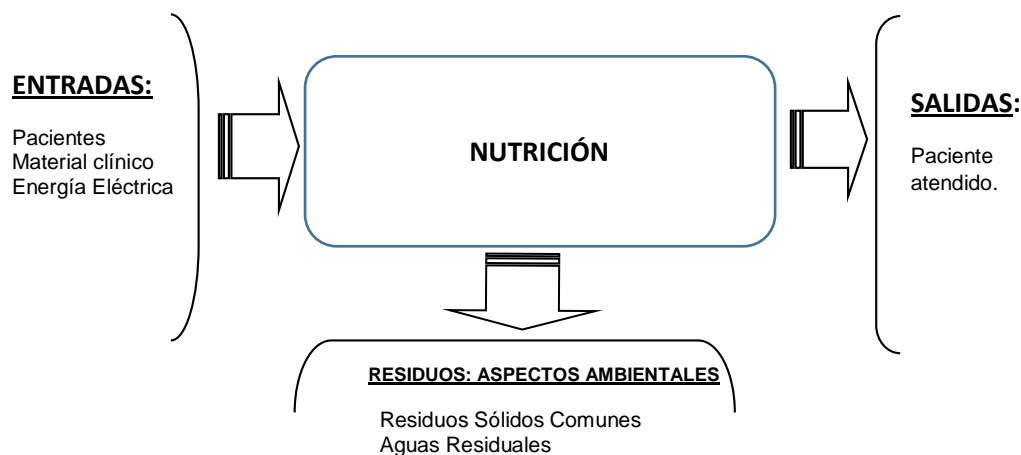 ENTRADAS:
Pacientes
Material clínico
Energía Eléctrica
NUTRICIÓN
SALIDAS:
Paciente
atendido.
RESIDUOS: ASPECTOS AMBIENTALES
Residuos Sólidos Comunes
Aguas Residuales